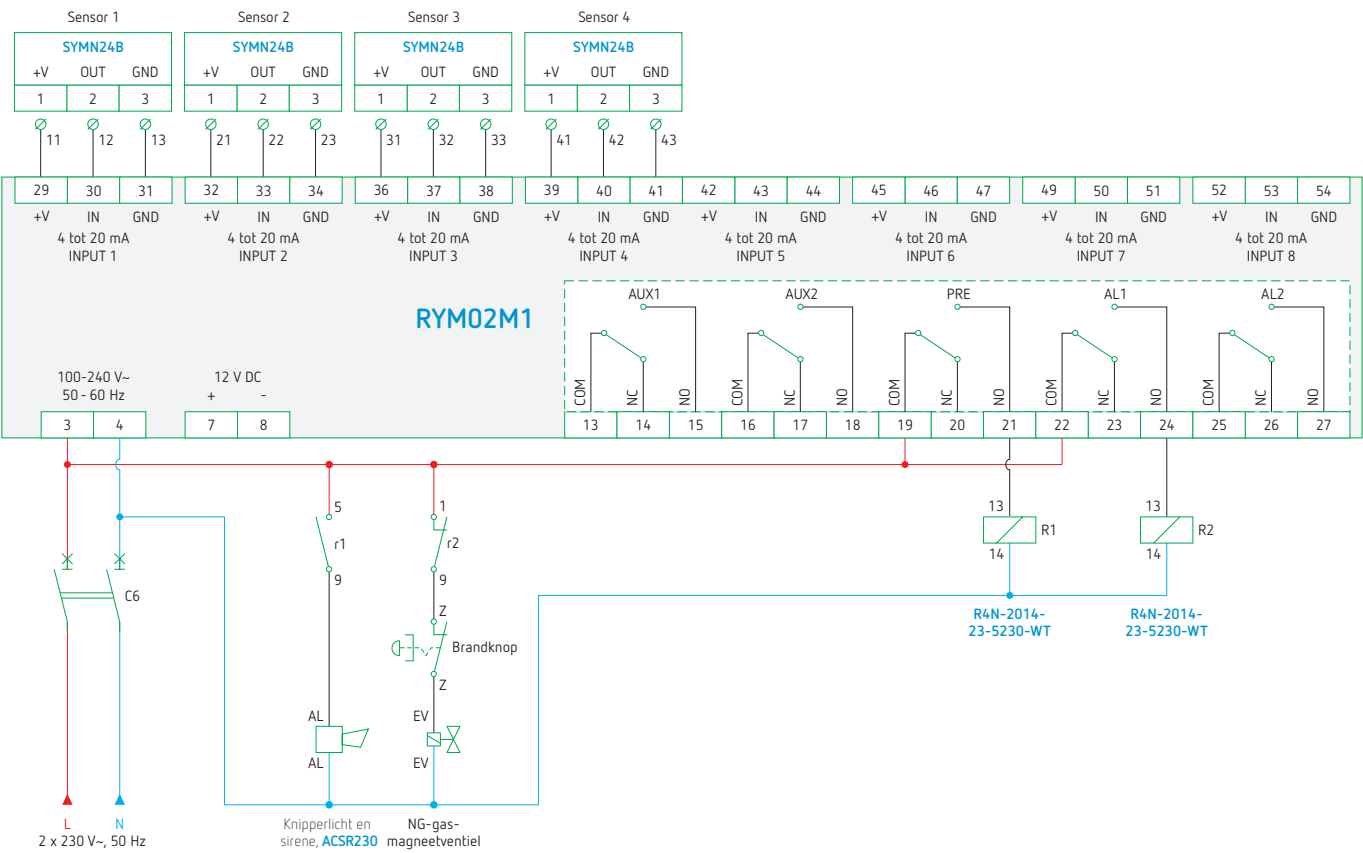 Sensor 1 Sensor 2 Sensor 3 Sensor 4
SYMN24B SYMN24B SYMN24B SYMN24B
+V OUT GND +V OUT GND +V OUT GND +V OUT GND
1 2 3 1 2 3 1 2 3 1 2 3
11 12 13 21 22 23 31 32 33 41 42 43
29 30 31 32 33 34 36 37 38 39 40 41 42 43 44 45 46 47 49 50 51 52 53 54
+V IN GND +V IN GND +V IN GND +V IN GND +V IN GND +V IN GND +V IN GND +V IN GND
4 tot 20 mA 4 tot 20 mA 4 tot 20 mA 4 tot 20 mA 4 tot 20 mA 4 tot 20 mA 4 tot 20 mA 4 tot 20 mA
INPUT 1 INPUT 2 INPUT 3 INPUT 4 INPUT 5 INPUT 6 INPUT 7 INPUT 8
AUX1 AUX2 PRE AL1 AL2
RYM02M1
100-240 V~ 12 V DC
50 - 60 Hz + -
COM NC NO COM NC NO COM NC NO COM NC NO COM NC NO
3 4 7 8 13 14 15 16 17 18 19 20 21 22 23 24 25 26 27
5 1 13 13
r1 r2 R1 R2
9 9 14 14
C6
Z
Brandknop
Z
R4N-2014- R4N-2014-
23-5230-WT 23-5230-WT
AL EV
AL EV
L N
2 x 230 V~, 50 Hz
Knipperlicht en NG-gas-
sirene, ACSR230 magneetventiel